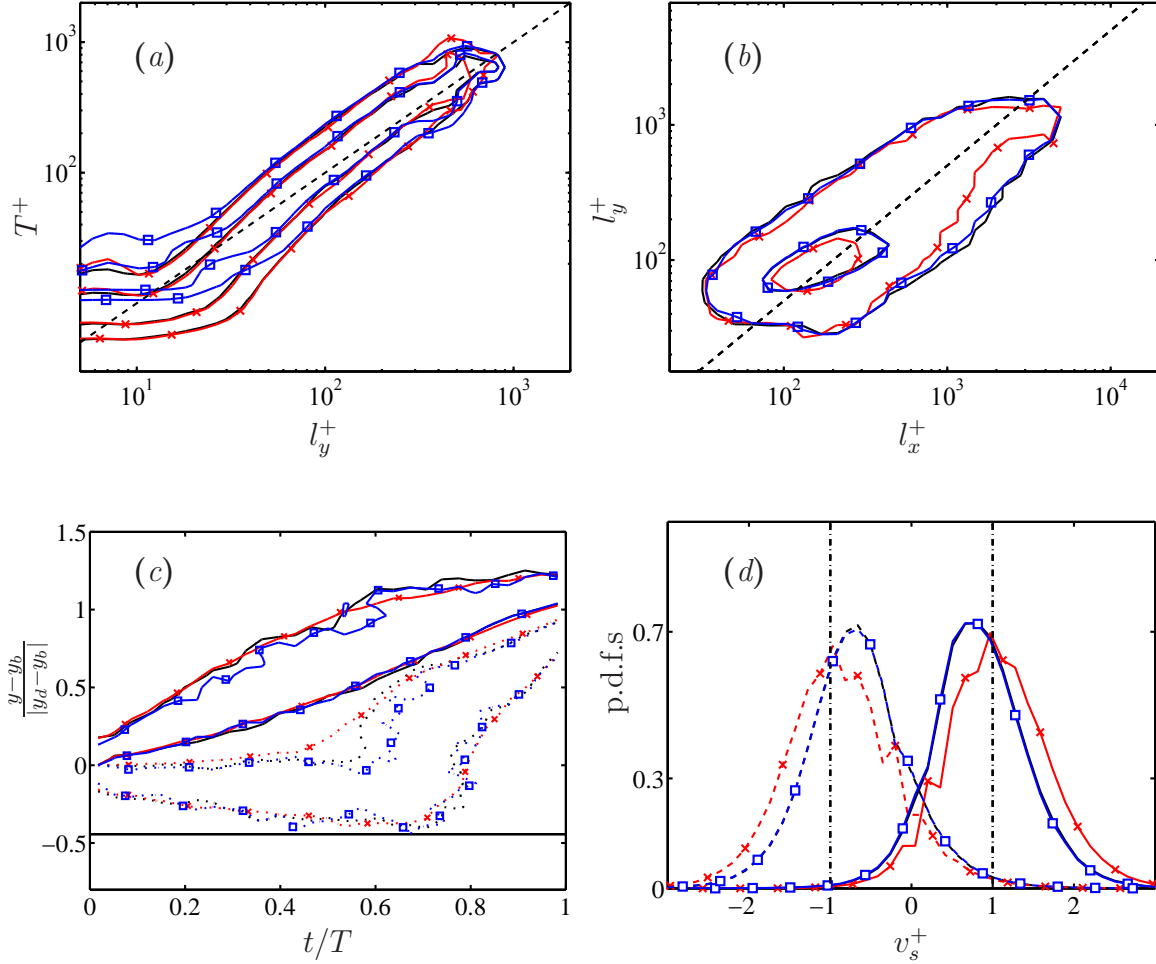 (a)
10^3
10^2
T^+
10^1
10^2
10^3
l_y^+
(b)
10^3
10^2
l_y^+
10^2
10^3
10^4
l_x^+
(c)
1.5
1
0.5
0
−0.5
\frac{y−y_b}{|y_d−y_b|}
0
0.2
0.4
0.6
0.8
1
t/T
(d)
0.7
0.3
0
p.d.f.s
−2
−1
0
1
2
v_s^+